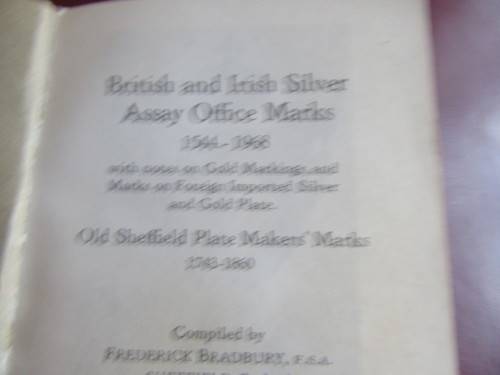 British and Irish Silver
Assay Office Marks
1544 - 1968
with notes on Gold Markings and
Marks on Foreign Imported Silver
and Gold Plate
Old Sheffield Plate Makers' Marks
1743-1860
Compiled by
FREDERICK BRADBURY, F.S.A.